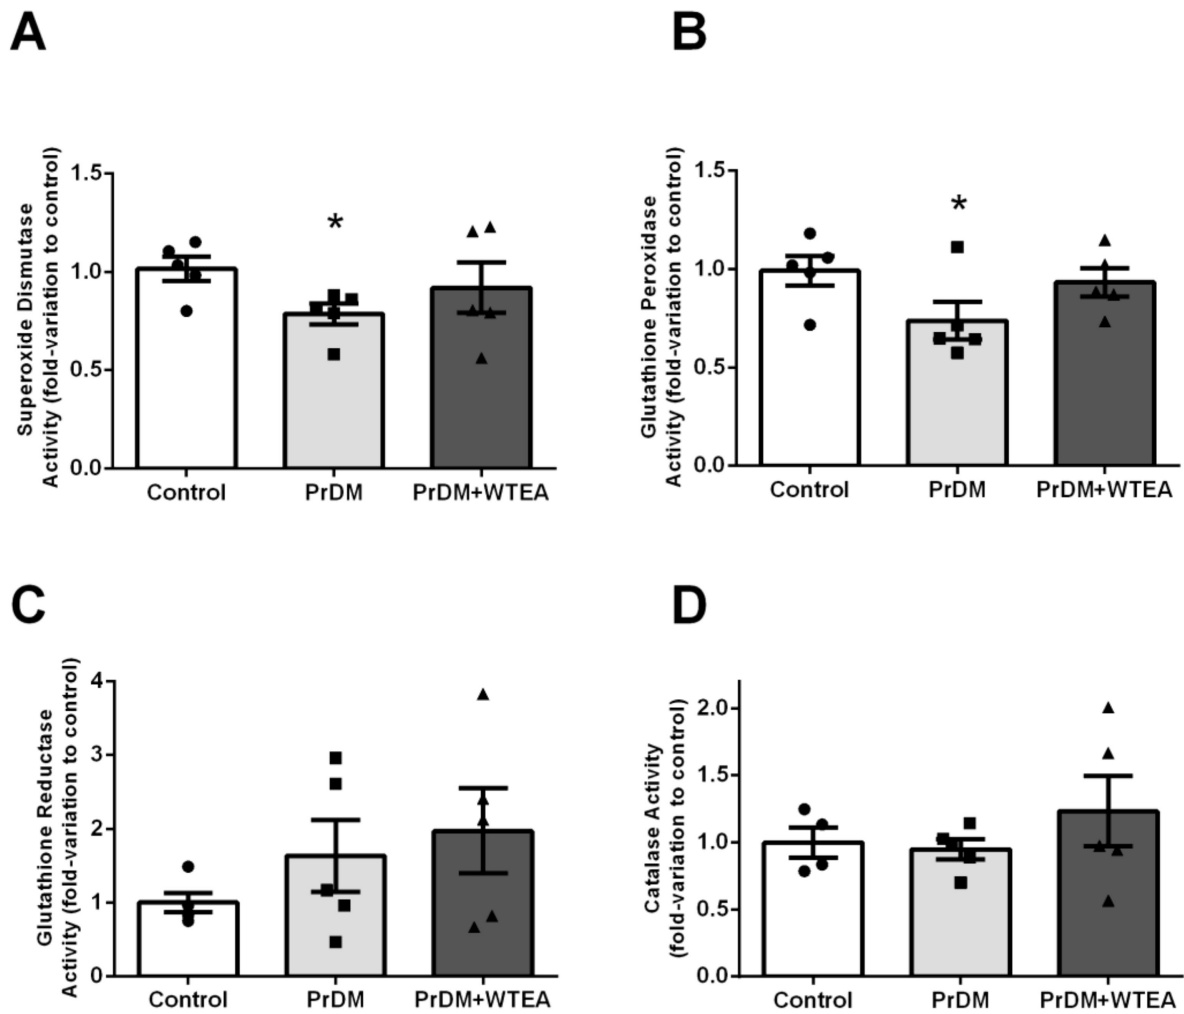 A
Superoxide Dismutase
Activity (fold-variation to control)
1.5
1.0
0.5
0.0
*
Control PrDM PrDM+WTEA
B
Glutathione Peroxidase
Activity (fold-variation to control)
1.5
1.0
0.5
0.0
*
Control PrDM PrDM+WTEA
C
Glutathione Reductase
Activity (fold-variation to control)
4
3
2
1
0
Control PrDM PrDM+WTEA
D
Catalase Activity
(fold-variation to control)
2.0
1.5
1.0
0.5
0.0
Control PrDM PrDM+WTEA